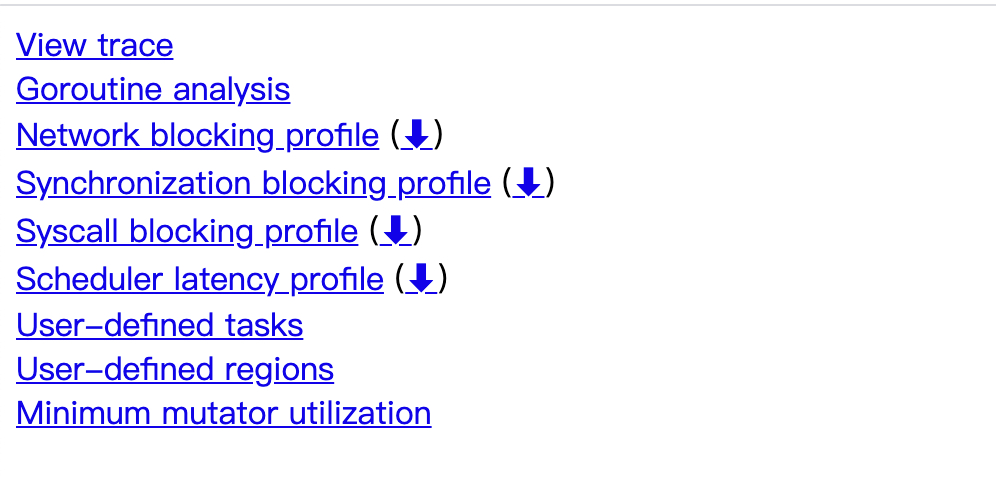 View trace
Goroutine analysis
Network blocking profile (⬇)
Synchronization blocking profile (⬇)
Syscall blocking profile (⬇)
Scheduler latency profile (⬇)
User-defined tasks
User-defined regions
Minimum mutator utilization